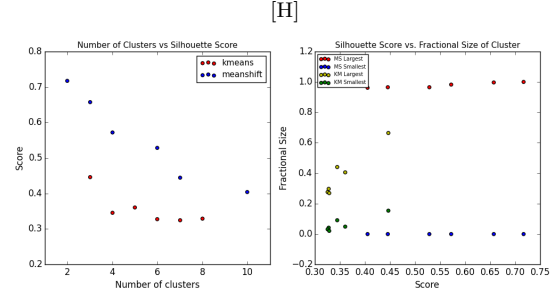 [H]
Number of Clusters vs Silhouette Score
0.8
0.7
0.6
0.5
0.4
0.3
0.2
Score
2
4
6
8
10
Number of clusters
kmeans
meanshift
Silhouette Score vs. Fractional Size of Cluster
1.2
1.0
0.8
0.6
0.4
0.2
0.0
−0.2
Fractional Size
0.30 0.35 0.40 0.45 0.50 0.55 0.60 0.65 0.70 0.75
Score
MS Largest
MS Smallest
KM Largest
KM Smallest